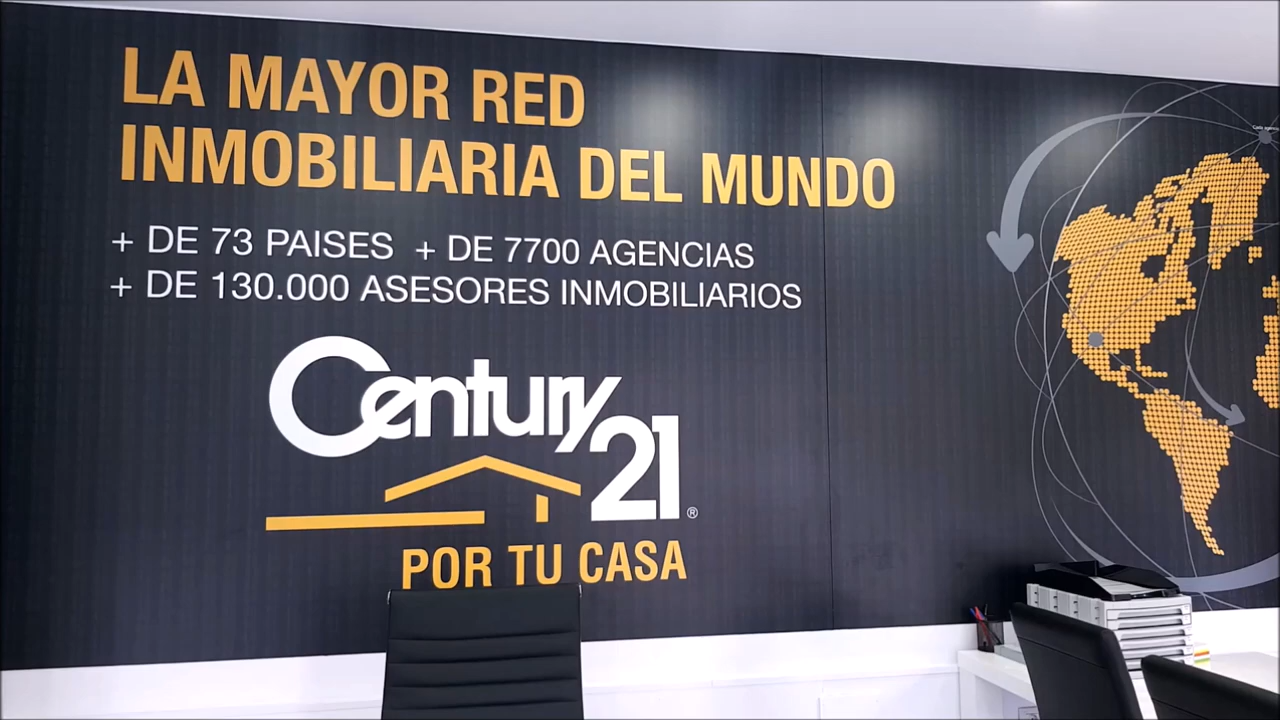 LA MAYOR RED
INMOBILIARIA DEL MUNDO
+ DE 73 PAISES + DE 7700 AGENCIAS
+ DE 130.000 ASESORES INMOBILIARIOS
Century
21®
POR TU CASA